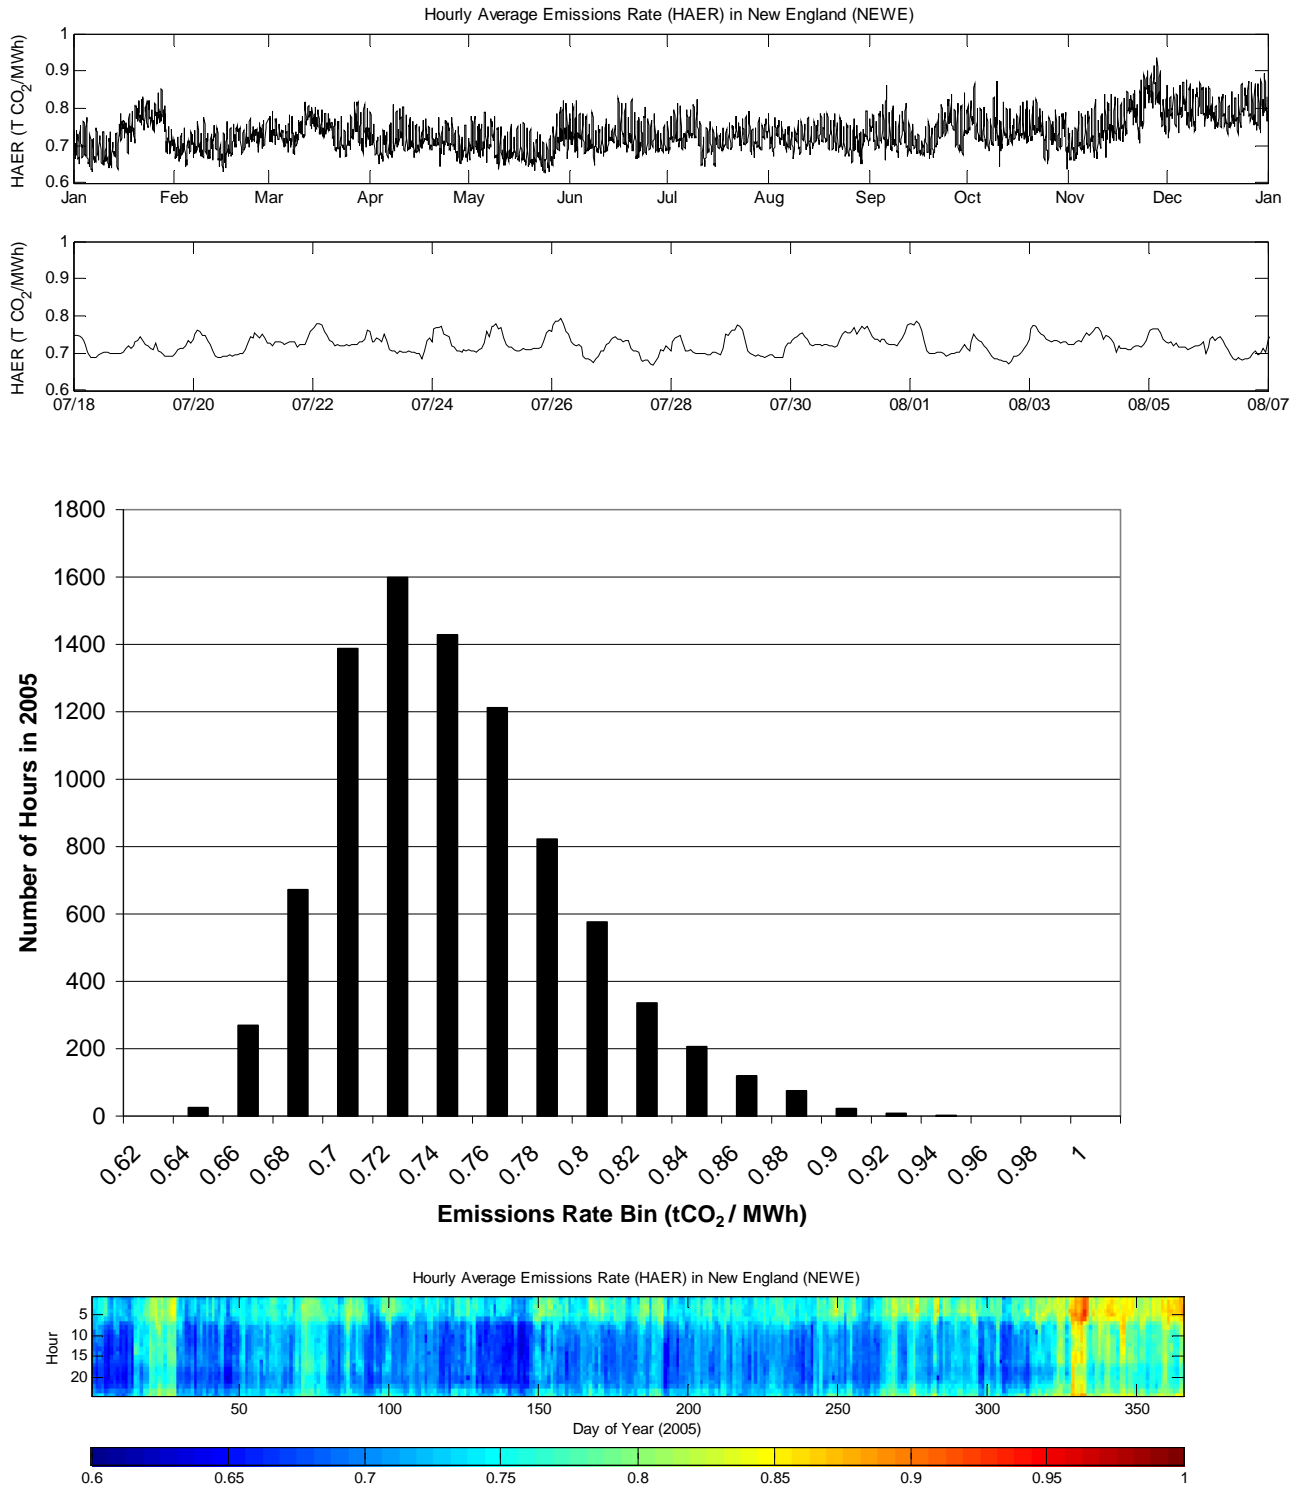 Hourly Average Emissions Rate (HAER) in New England (NEWE)
HAER (T CO2/MWh)
1
0.9
0.8
0.7
0.6
Jan Feb Mar Apr May Jun Jul Aug Sep Oct Nov Dec Jan
HAER (T CO2/MWh)
1
0.9
0.8
0.7
0.6
07/18 07/20 07/22 07/24 07/26 07/28 07/30 08/01 08/03 08/05 08/07
Number of Hours in 2005
1800
1600
1400
1200
1000
800
600
400
200
0
0.62 0.64 0.66 0.68 0.7 0.72 0.74 0.76 0.78 0.8 0.82 0.84 0.86 0.88 0.9 0.92 0.94 0.96 0.98 1
Emissions Rate Bin (tCO2 / MWh)
Hourly Average Emissions Rate (HAER) in New England (NEWE)
Hour
5
10
15
20
50 100 150 200 250 300 350
Day of Year (2005)
0.6 0.65 0.7 0.75 0.8 0.85 0.9 0.95 1